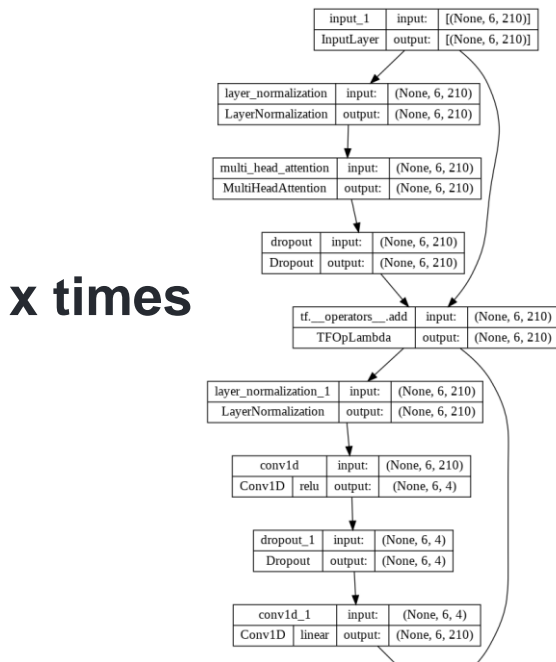 input_1 input: [(None, 6, 210)]
InputLayer output: [(None, 6, 210)]
layer_normalization input: (None, 6, 210)
LayerNormalization output: (None, 6, 210)
multi_head_attention input: (None, 6, 210)
MultiHeadAttention output: (None, 6, 210)
dropout input: (None, 6, 210)
Dropout output: (None, 6, 210)
x times
tf.__operators__.add input: (None, 6, 210)
TFOpLambda output: (None, 6, 210)
layer_normalization_1 input: (None, 6, 210)
LayerNormalization output: (None, 6, 210)
conv1d input: (None, 6, 210)
Conv1D relu output: (None, 6, 4)
dropout_1 input: (None, 6, 4)
Dropout output: (None, 6, 4)
conv1d_1 input: (None, 6, 4)
Conv1D linear output: (None, 6, 210)